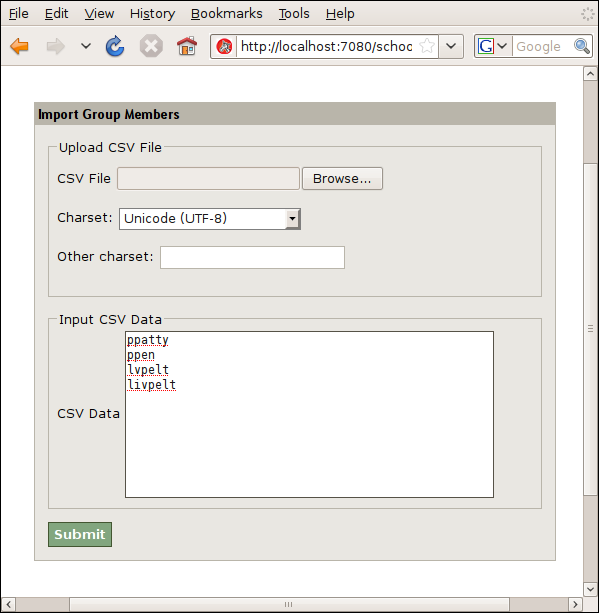 File Edit View History Bookmarks Tools Help
http://localhost:7080/schoc G Google
Import Group Members
Upload CSV File
CSV File Browse...
Charset: Unicode (UTF-8)
Other charset:
Input CSV Data
ppatty
ppen
lvpelt
livpelt
CSV Data
Submit